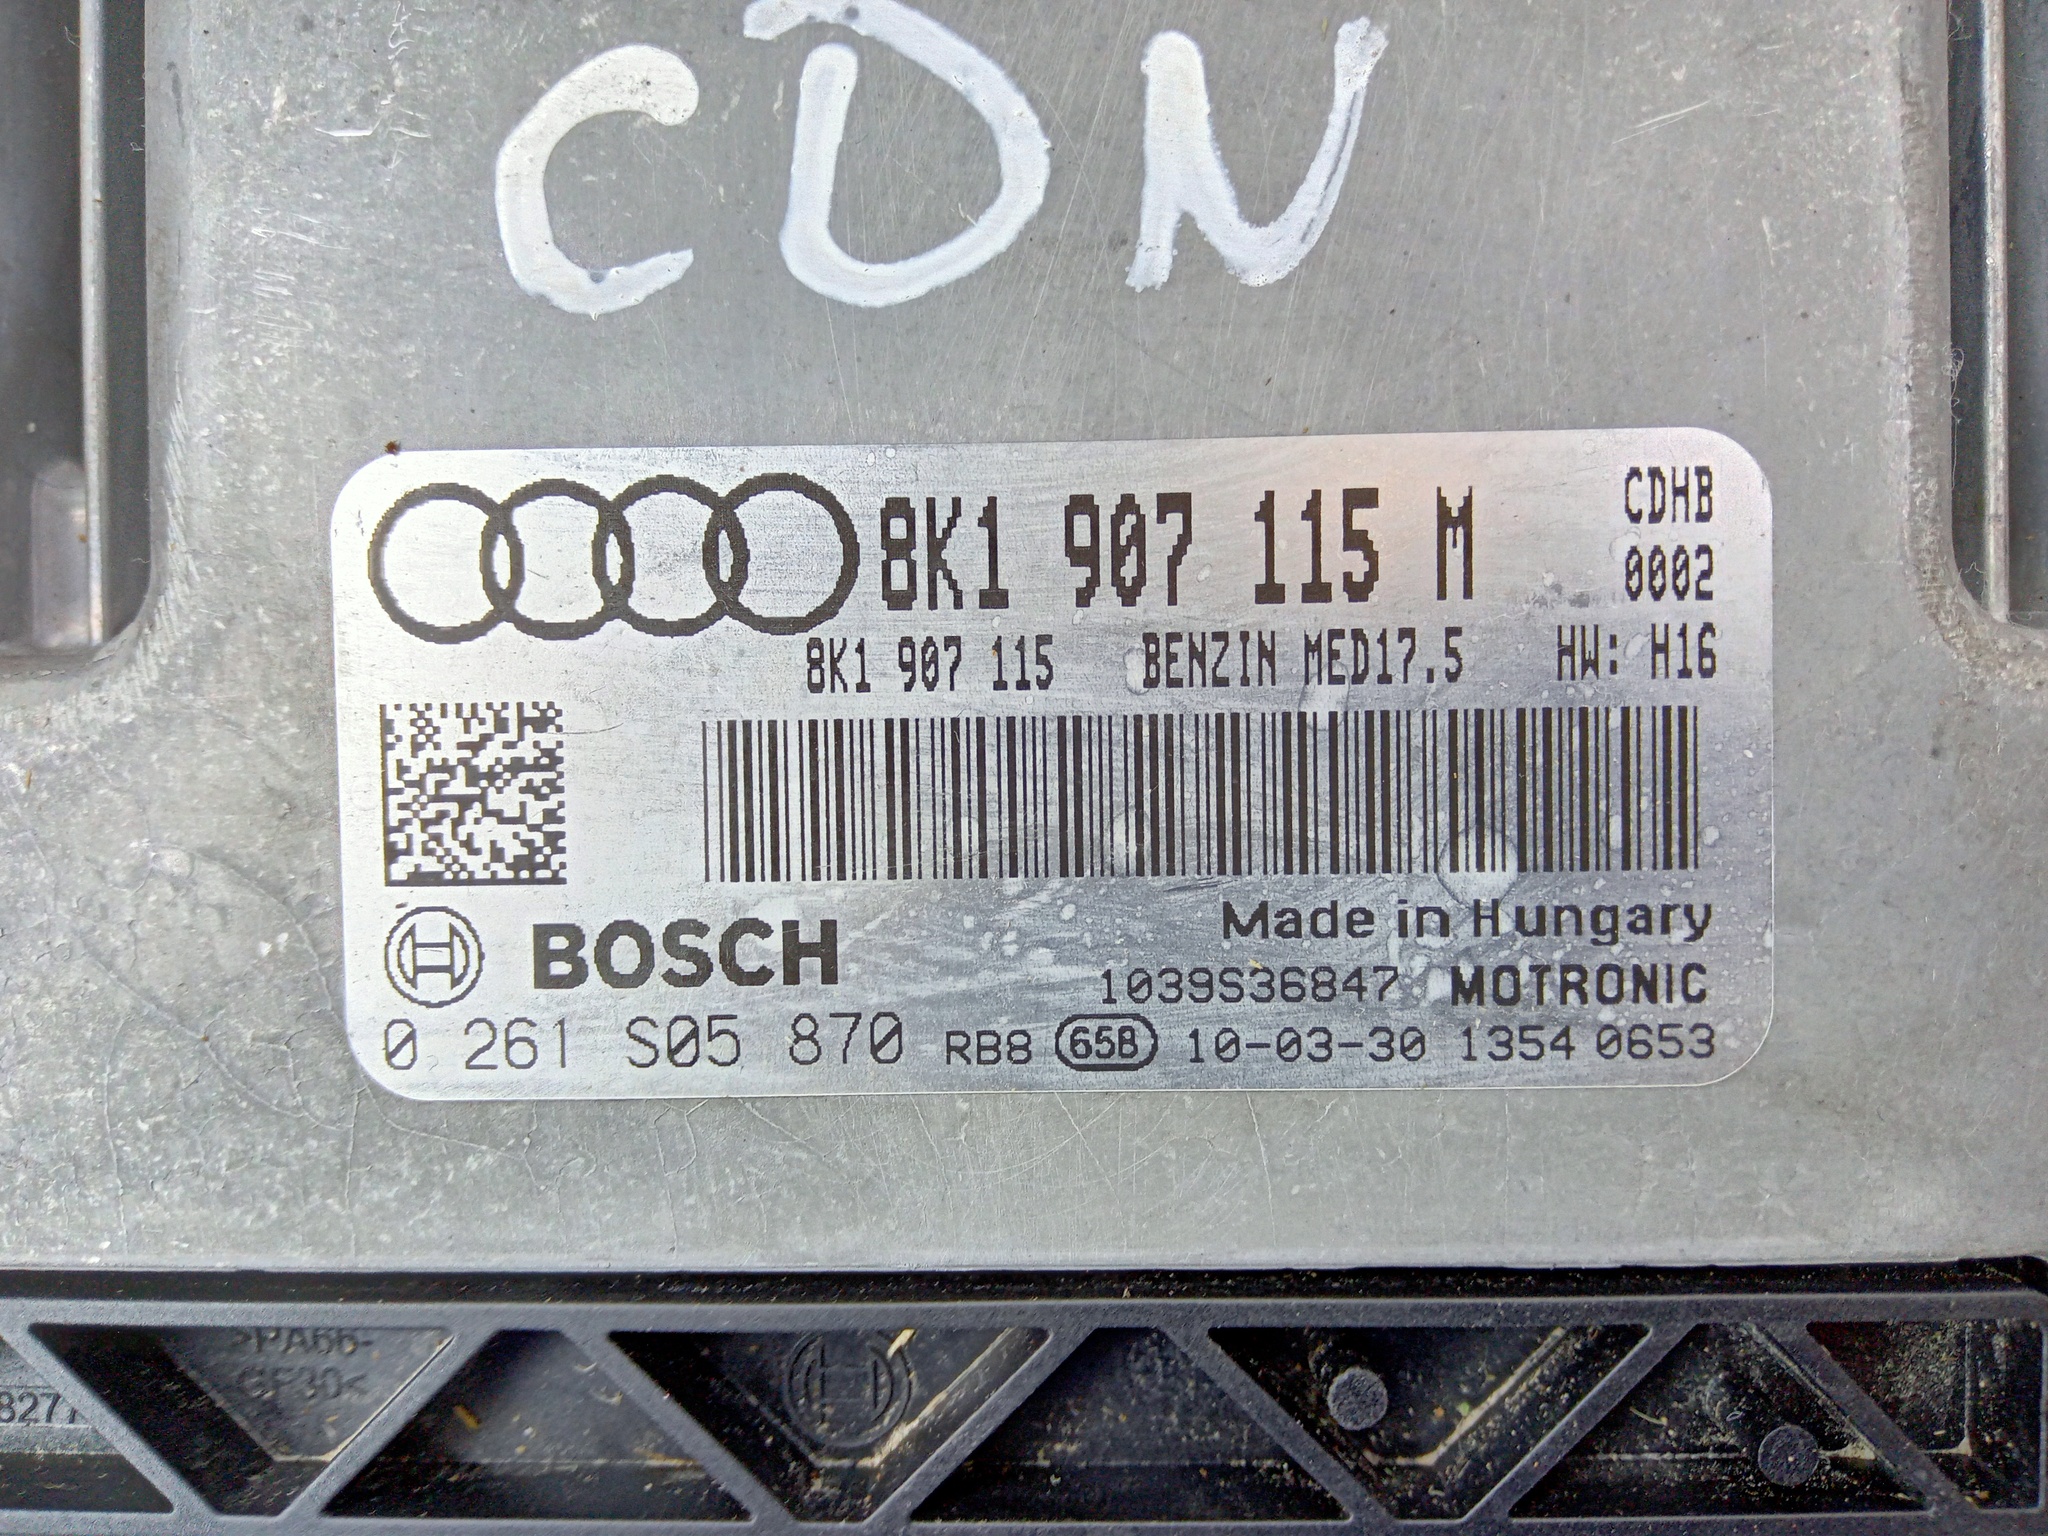 CDN
8K1 907 115 M
CDHB
0002
8K1 907 115 BENZIN MED17.5 HW: H16
BOSCH
Made in Hungary
1039S36847 MOTRONIC
0 261 S05 870 RB8 65B 10-03-30 1354 0653
>PA66-
GF30<